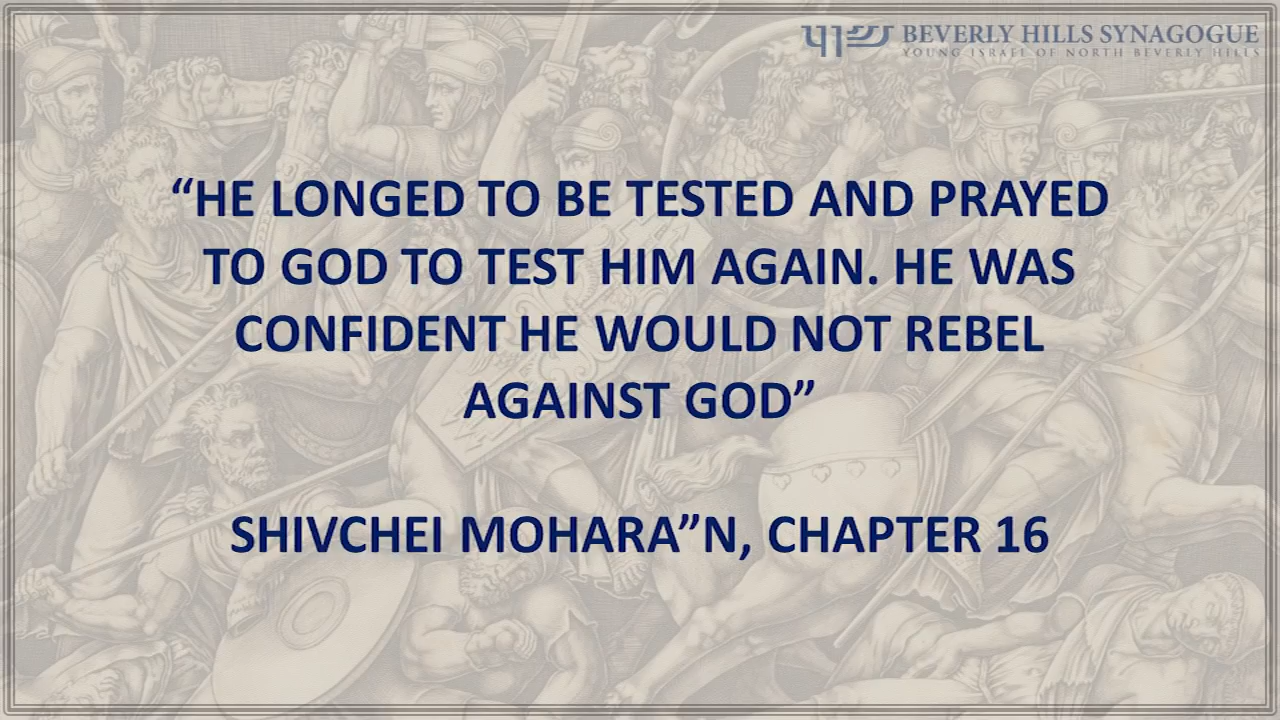 BEVERLY HILLS SYNAGOGUE
YOUNG ISRAEL OF NORTH BEVERLY HILLS
“HE LONGED TO BE TESTED AND PRAYED
TO GOD TO TEST HIM AGAIN. HE WAS
CONFIDENT HE WOULD NOT REBEL
AGAINST GOD”
SHIVCHEI MOHARA”N, CHAPTER 16